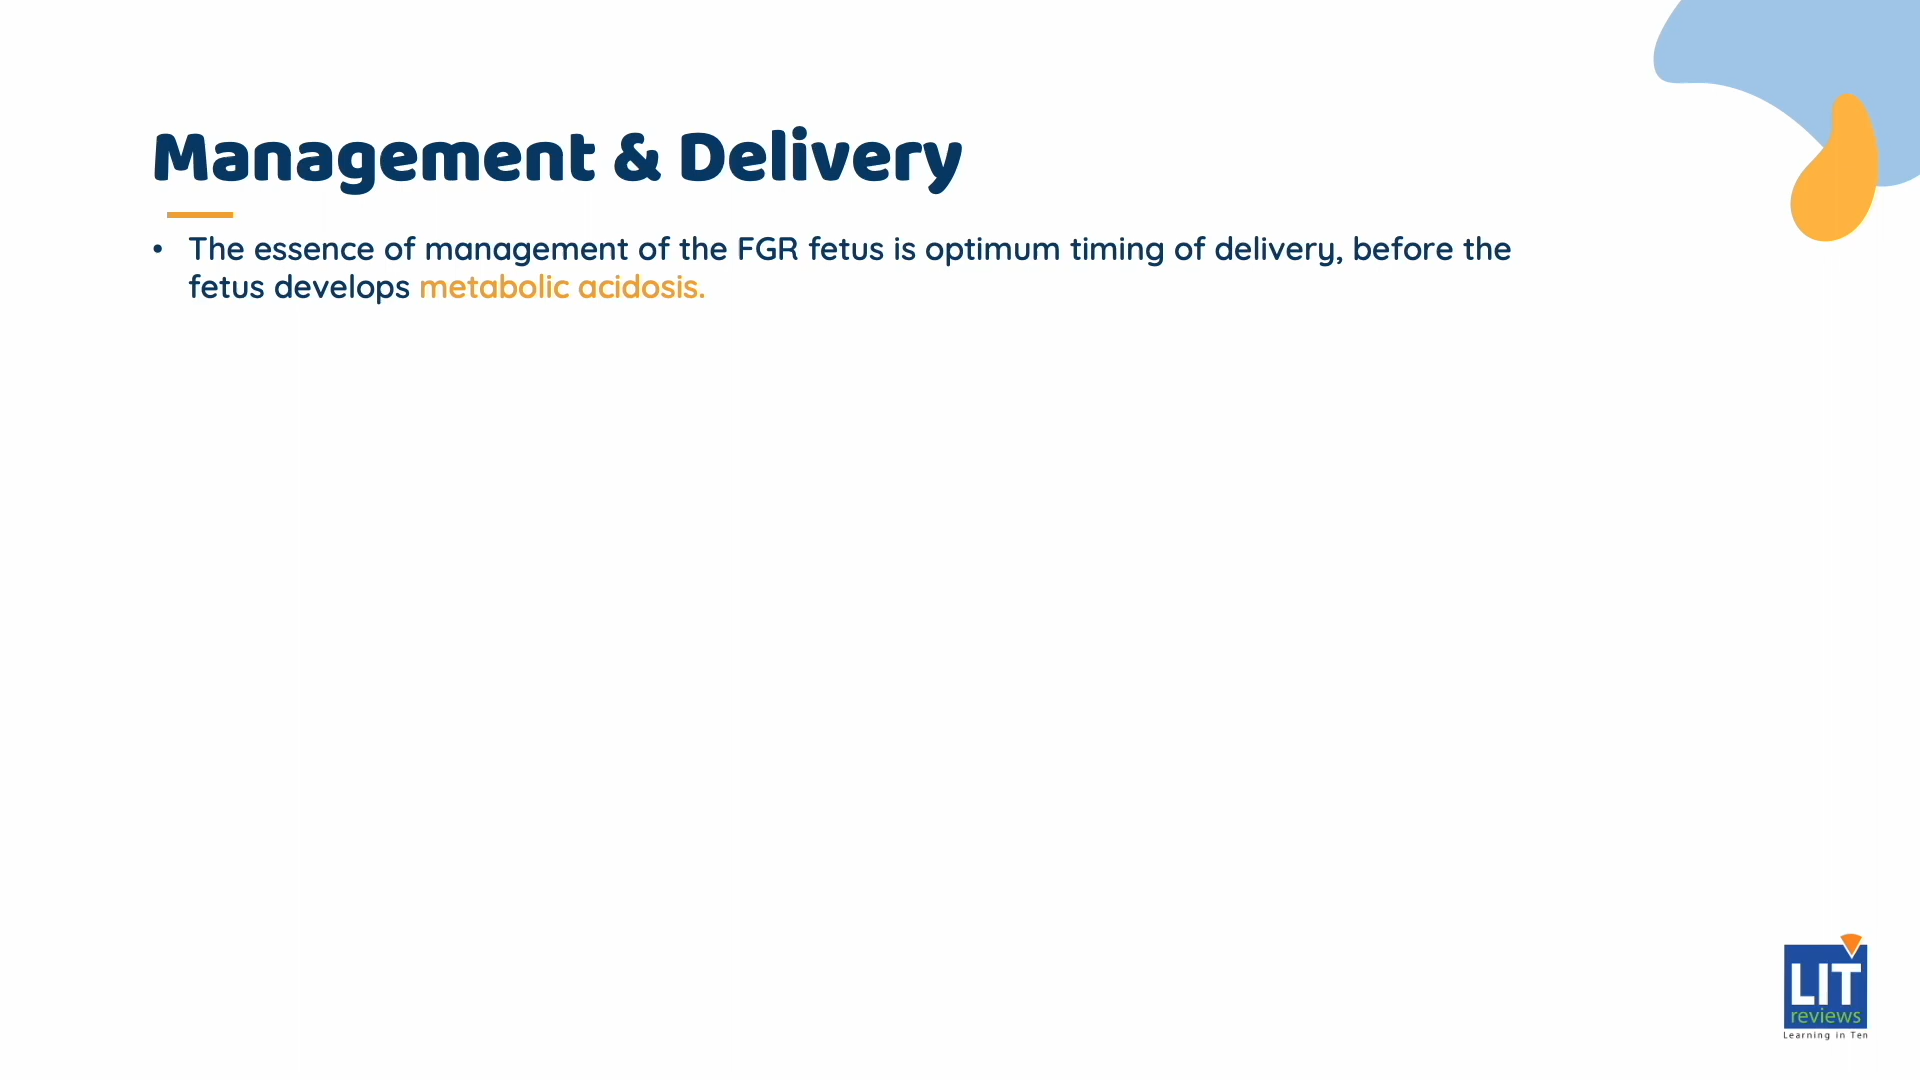 Management & Delivery
• The essence of management of the FGR fetus is optimum timing of delivery, before the
fetus develops metabolic acidosis.
LIT
reviews
Learning in Ten